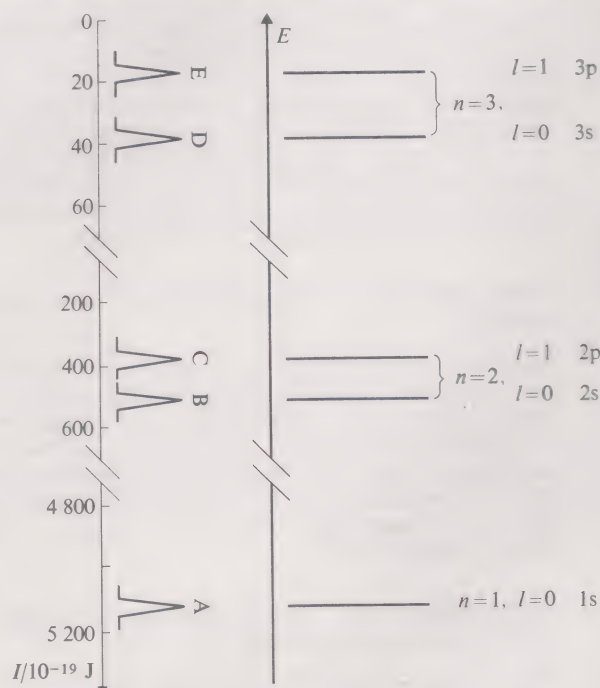 0
E
E
l=1 3p
20
n=3,
D
l=0 3s
40
60
200
C
l=1 2p
400
n=2,
B
l=0 2s
600
4 800
A
n=1, l=0 1s
5 200
I/10⁻¹⁹ J